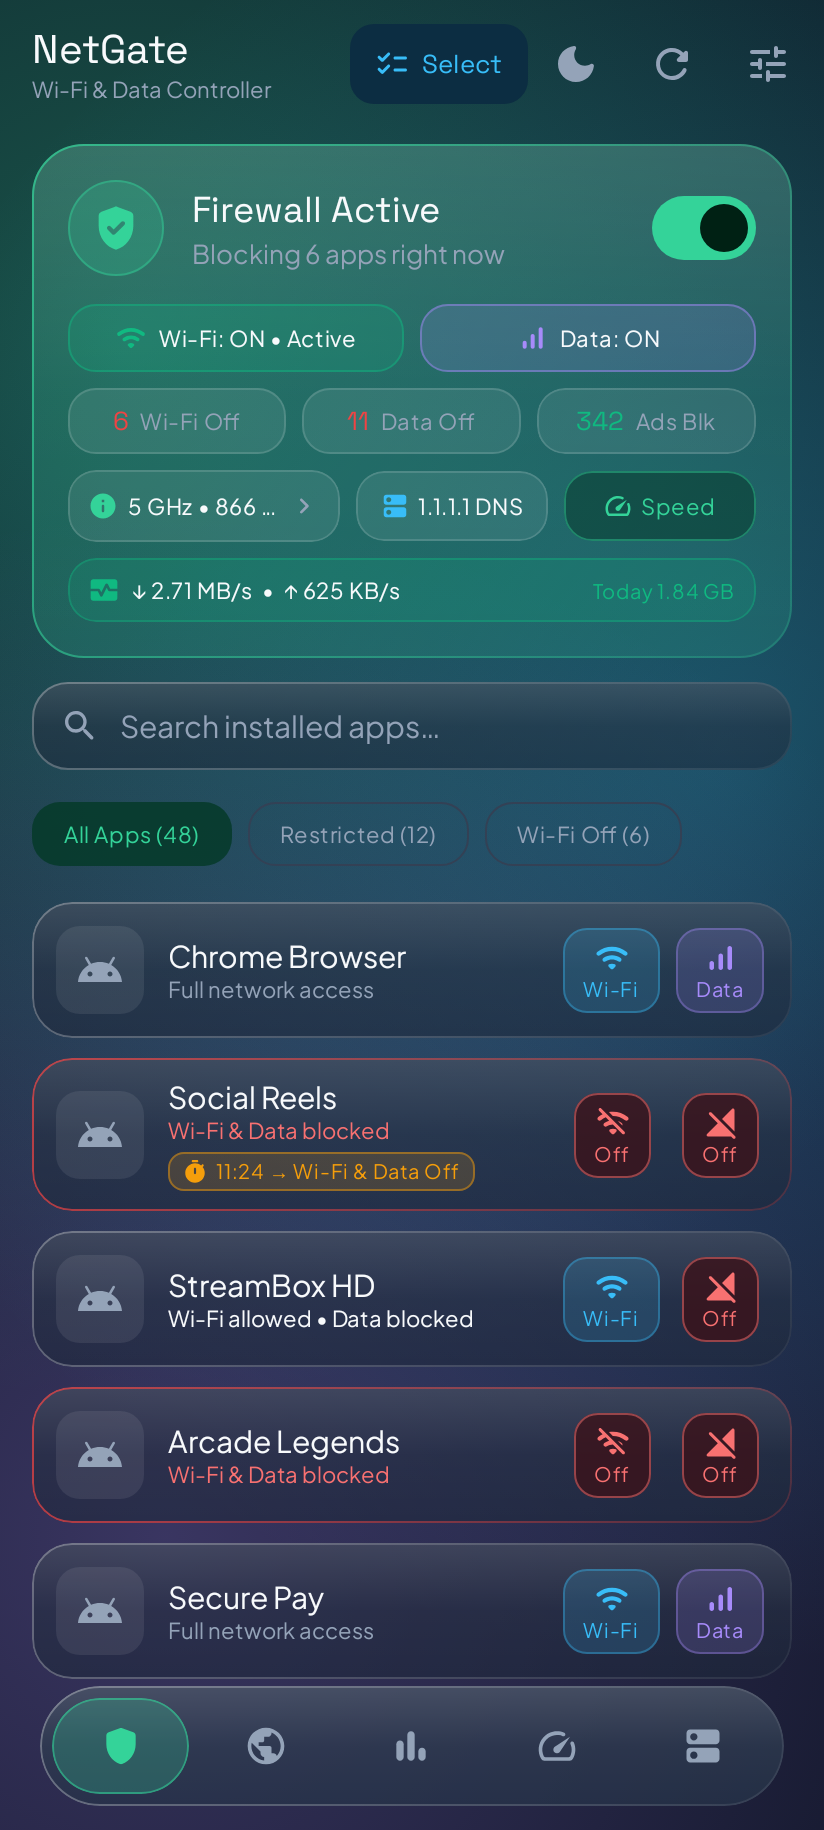 NetGate
Wi-Fi & Data Controller
Select
Firewall Active
Blocking 6 apps right now
Wi-Fi: ON • Active
Data: ON
6 Wi-Fi Off
11 Data Off
342 Ads Blk
5 GHz • 866 ...
1.1.1.1 DNS
Speed
↓ 2.71 MB/s • ↑ 625 KB/s
Today 1.84 GB
Search installed apps...
All Apps (48)
Restricted (12)
Wi-Fi Off (6)
Chrome Browser
Full network access
Wi-Fi
Data
Social Reels
Wi-Fi & Data blocked
11:24 → Wi-Fi & Data Off
Off
Off
StreamBox HD
Wi-Fi allowed • Data blocked
Wi-Fi
Off
Arcade Legends
Wi-Fi & Data blocked
Off
Off
Secure Pay
Full network access
Wi-Fi
Data